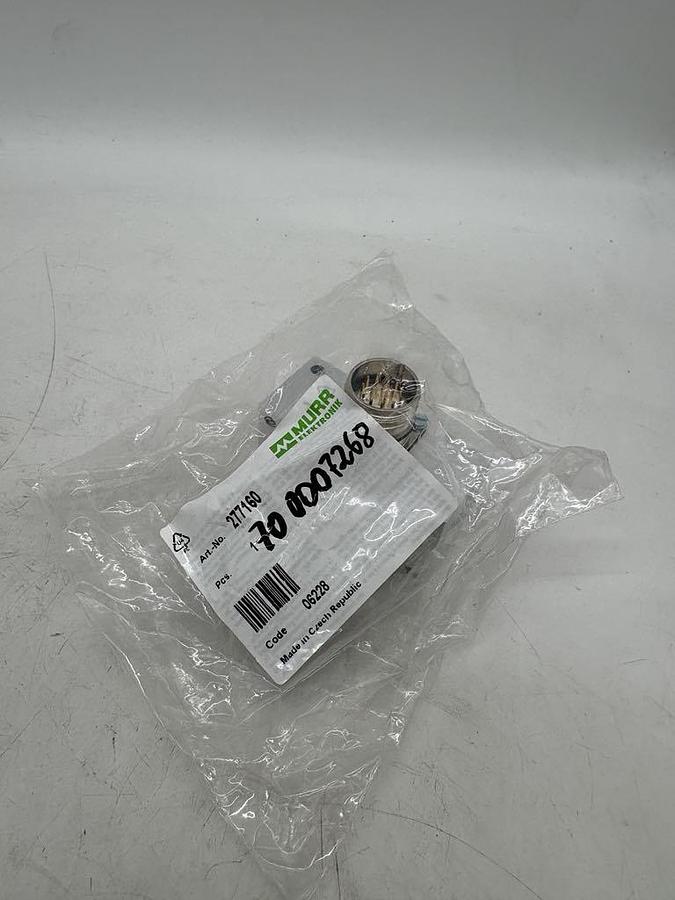 MURR
ELEKTRONIK
Art.-No. 277160
70 0007268
Pcs. 1
Code 06228
Made in Czech Republic